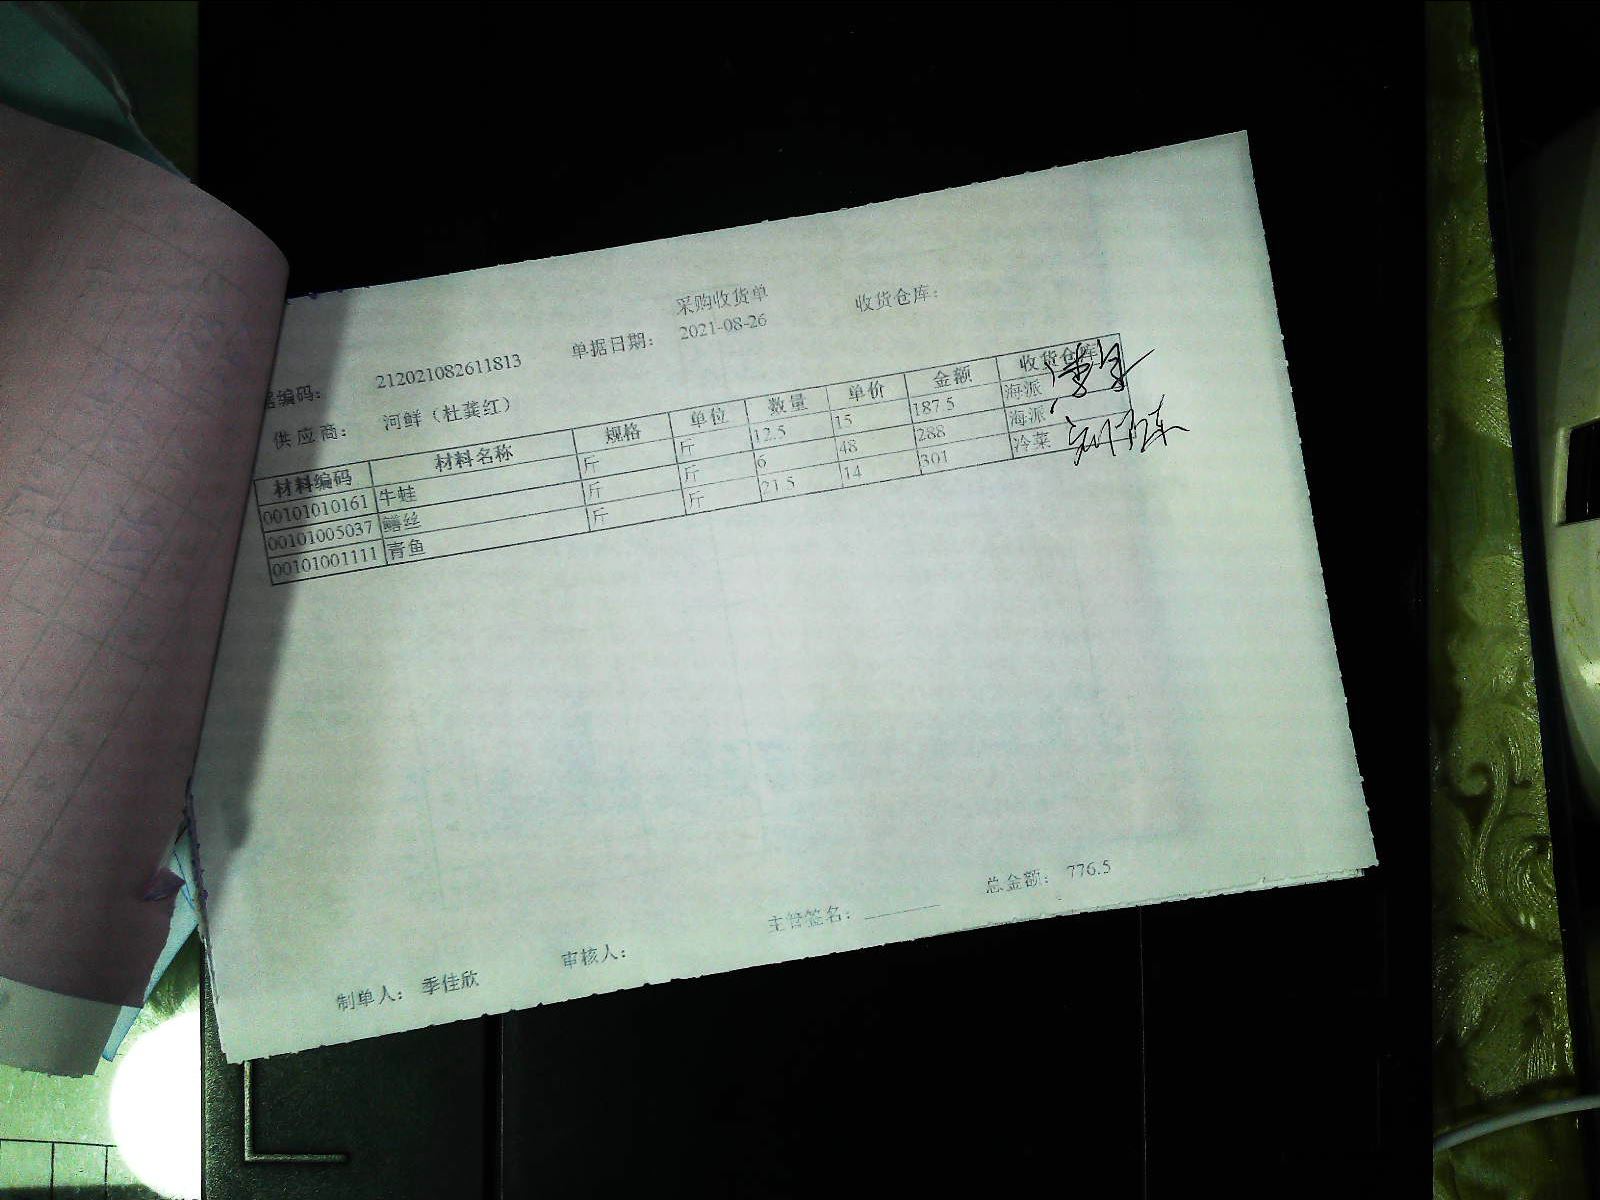 采购收货单
据编码： 212021082611813 单据日期： 2021-08-26 收货仓库：
供应商： 河鲜（杜龚红）
材料编码 材料名称 规格 单位 数量 单价 金额 收货仓库
00101010161 牛蛙 斤 斤 12.5 15 187.5 海派
00101005037 鳝丝 斤 斤 6 48 288 海派
00101001111 青鱼 斤 斤 21.5 14 301 冷菜
总金额： 776.5
制单人： 季佳欣 审核人： 主管签名：